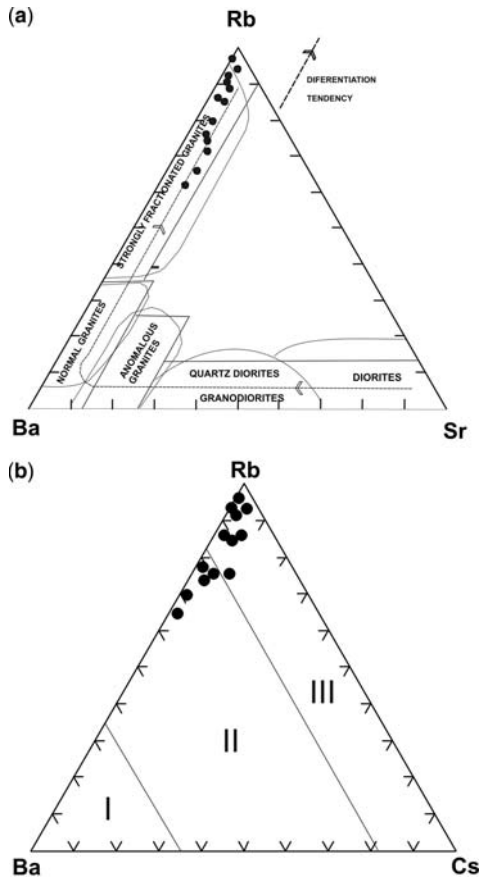 (a)
Rb
DIFERENTIATION
TENDENCY
STRONGLY FRACTIONATED GRANITES
NORMAL GRANITES
ANOMALOUS
GRANITES
QUARTZ DIORITES
DIORITES
GRANODIORITES
Ba
Sr
(b)
Rb
III
II
I
Ba
Cs